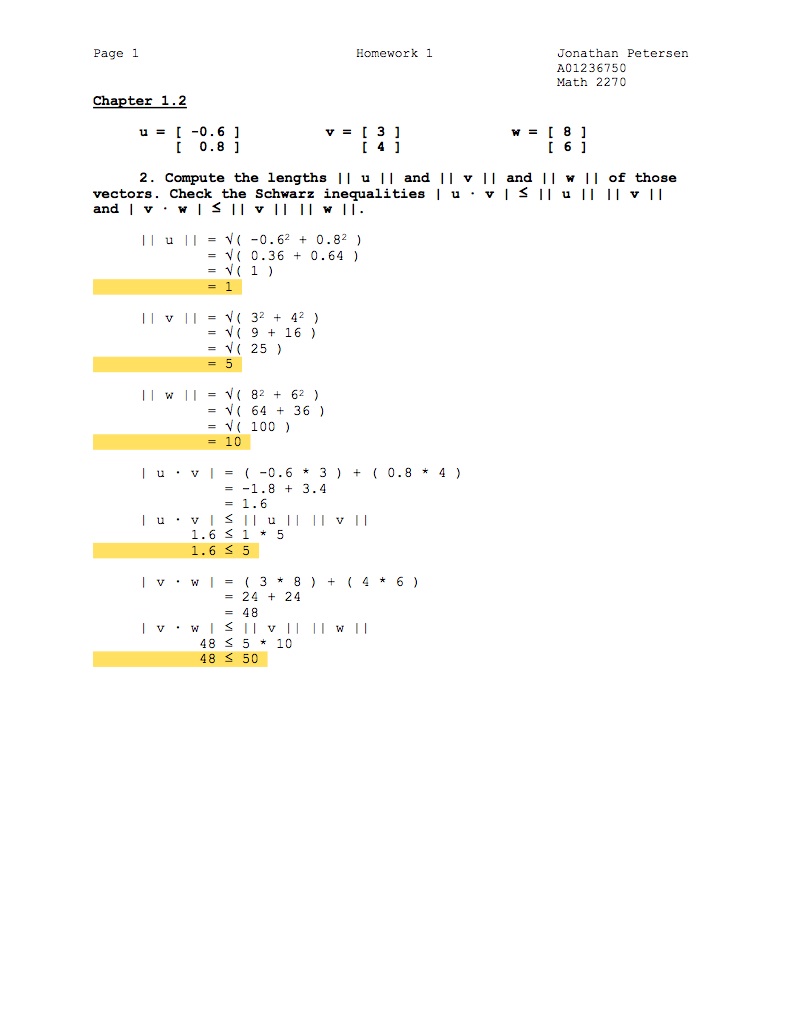 Page 1 Homework 1 Jonathan Petersen
A01236750
Math 2270
Chapter 1.2
u = [ -0.6 ] v = [ 3 ] w = [ 8 ]
[ 0.8 ] [ 4 ] [ 6 ]
2. Compute the lengths || u || and || v || and || w || of those
vectors. Check the Schwarz inequalities | u · v | ≤ || u || || v ||
and | v · w | ≤ || v || || w ||.
|| u || = √( -0.6² + 0.8² )
= √( 0.36 + 0.64 )
= √( 1 )
= 1
|| v || = √( 3² + 4² )
= √( 9 + 16 )
= √( 25 )
= 5
|| w || = √( 8² + 6² )
= √( 64 + 36 )
= √( 100 )
= 10
| u · v | = ( -0.6 * 3 ) + ( 0.8 * 4 )
= -1.8 + 3.4
= 1.6
| u · v | ≤ || u || || v ||
1.6 ≤ 1 * 5
1.6 ≤ 5
| v · w | = ( 3 * 8 ) + ( 4 * 6 )
= 24 + 24
= 48
| v · w | ≤ || v || || w ||
48 ≤ 5 * 10
48 ≤ 50